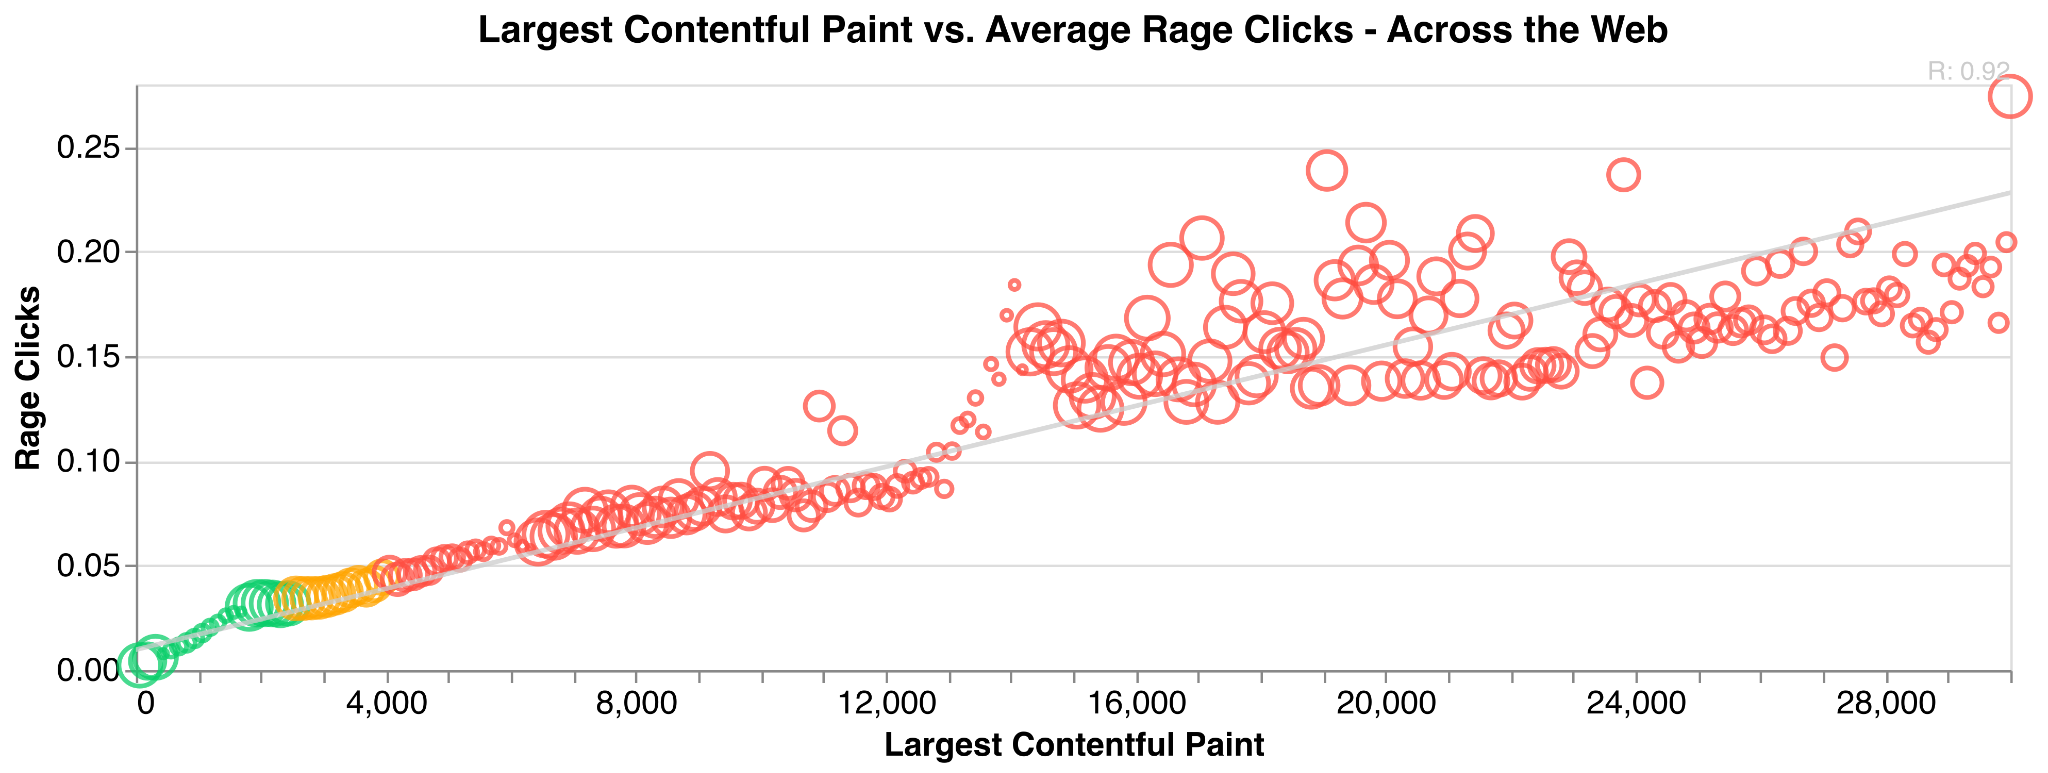 Largest Contentful Paint vs. Average Rage Clicks - Across the Web
R: 0.92
0.25
0.20
0.15
0.10
0.05
0.00
Rage Clicks
0 4,000 8,000 12,000 16,000 20,000 24,000 28,000
Largest Contentful Paint